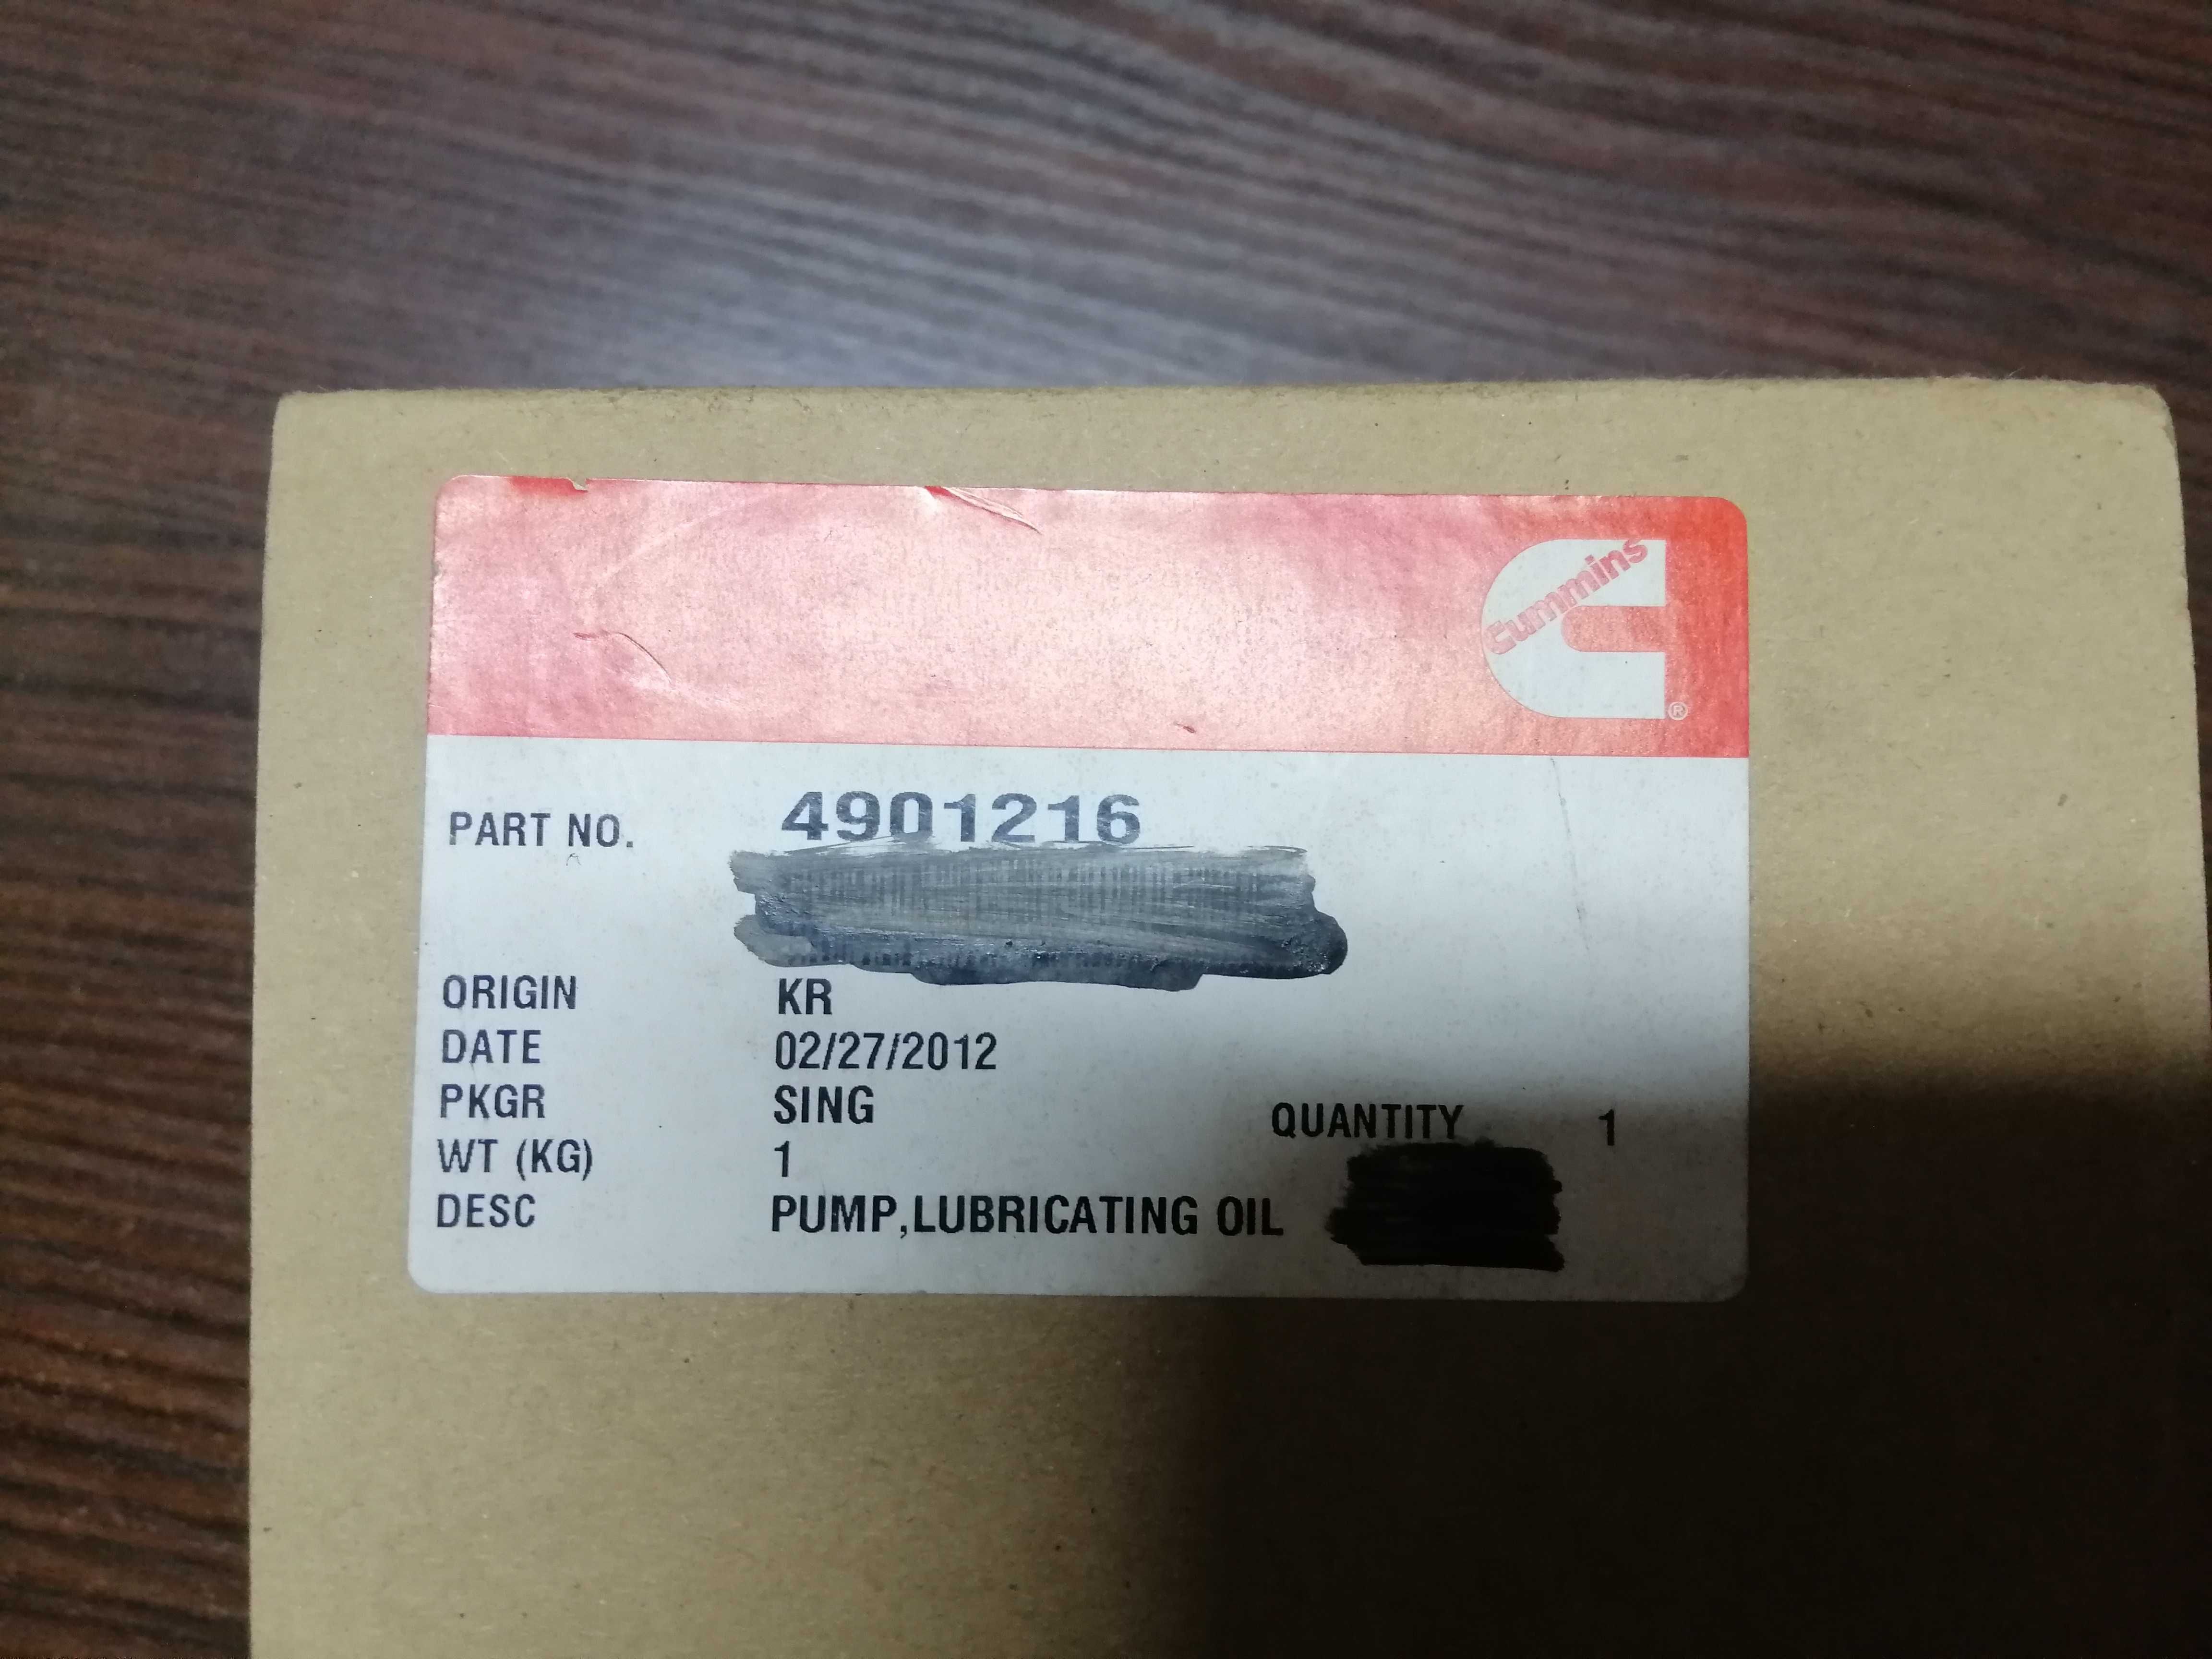 Cummins
®
PART NO. 4901216
ORIGIN KR
DATE 02/27/2012
PKGR SING QUANTITY 1
WT (KG) 1
DESC PUMP,LUBRICATING OIL